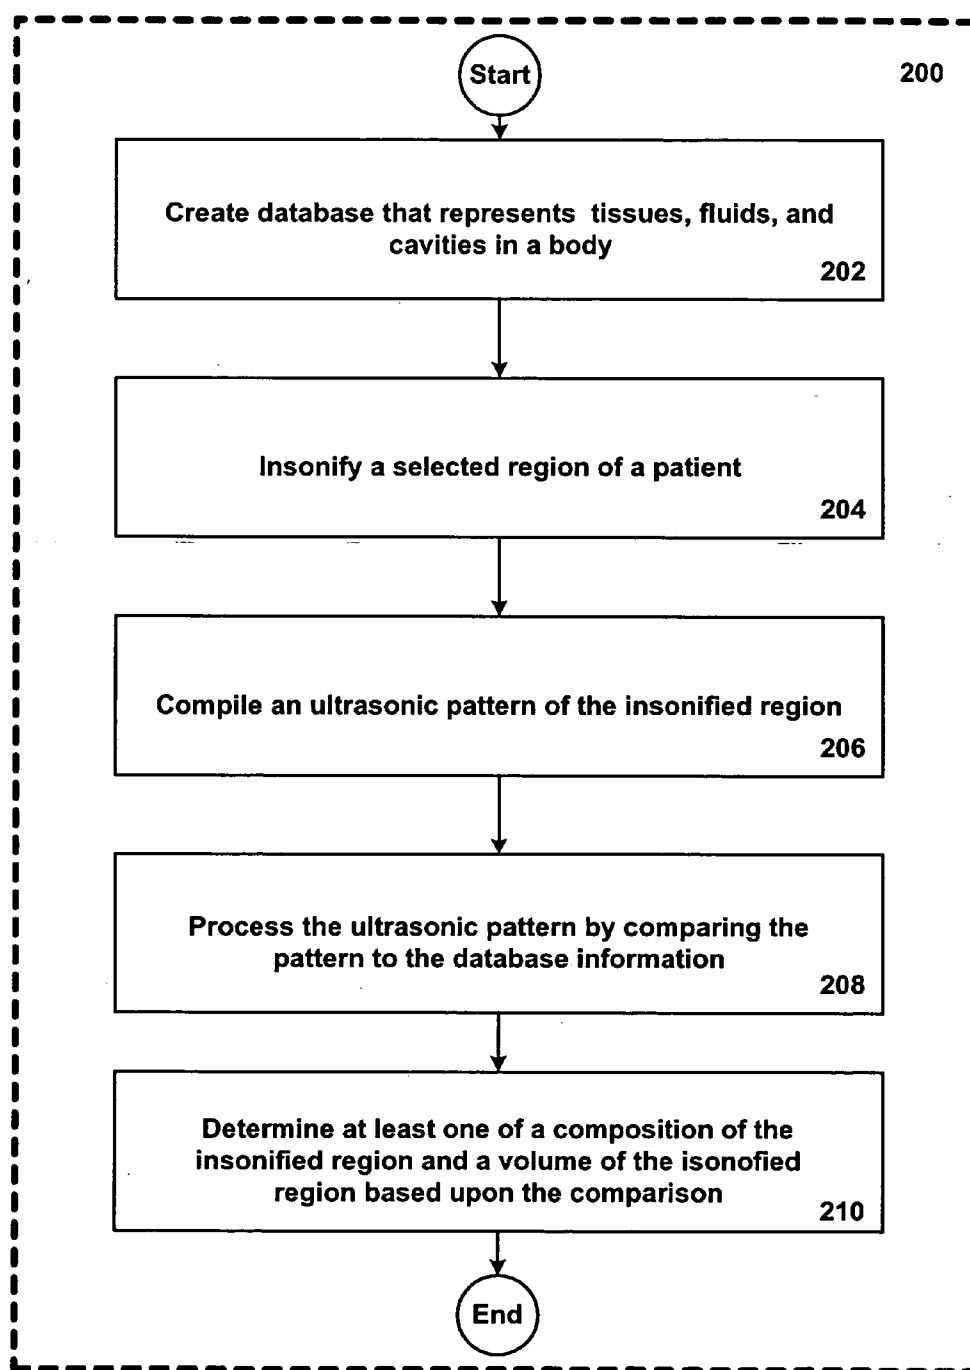 Start
200
Create database that represents tissues, fluids, and
cavities in a body
202
Insonify a selected region of a patient
204
Compile an ultrasonic pattern of the insonified region
206
Process the ultrasonic pattern by comparing the
pattern to the database information
208
Determine at least one of a composition of the
insonified region and a volume of the isonofied
region based upon the comparison
210
End